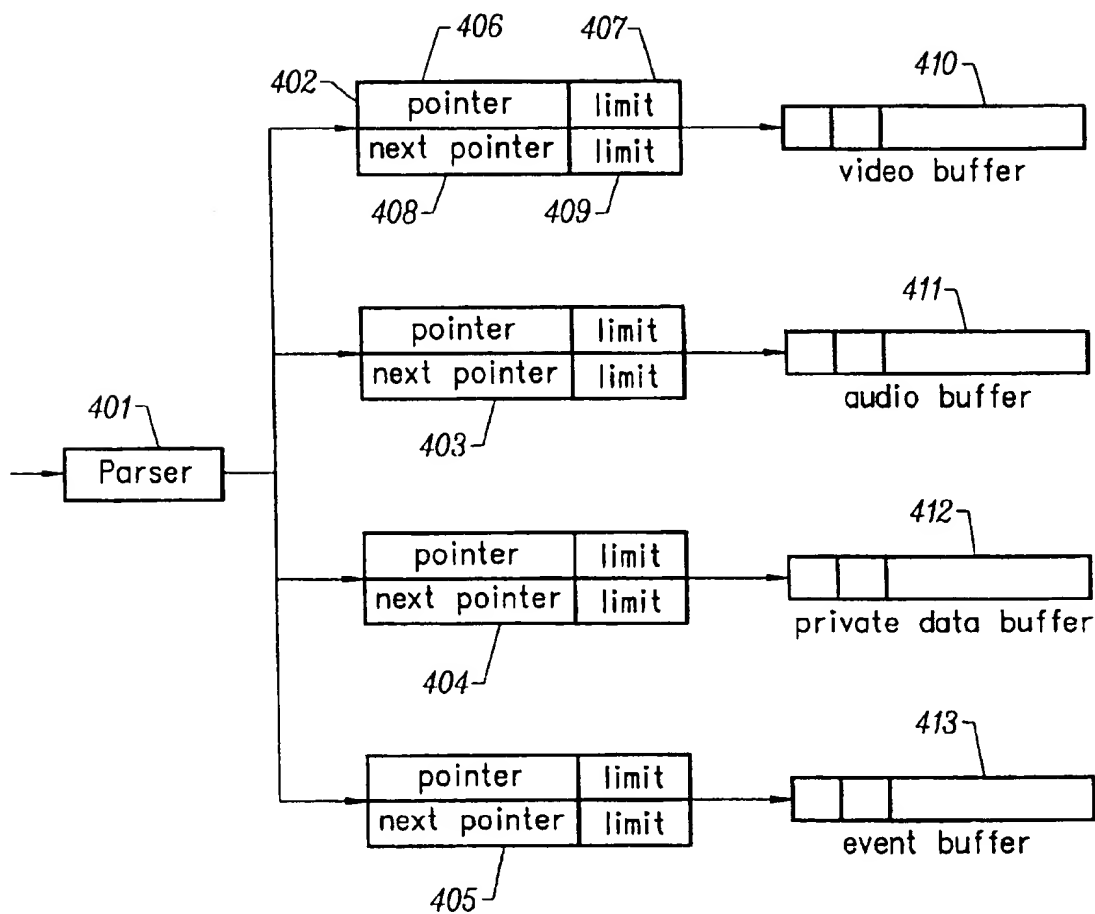 406
407
402
410
pointer
limit
next pointer
limit
408
409
video buffer
411
pointer
limit
next pointer
limit
403
audio buffer
401
Parser
412
pointer
limit
next pointer
limit
404
private data buffer
413
pointer
limit
next pointer
limit
405
event buffer